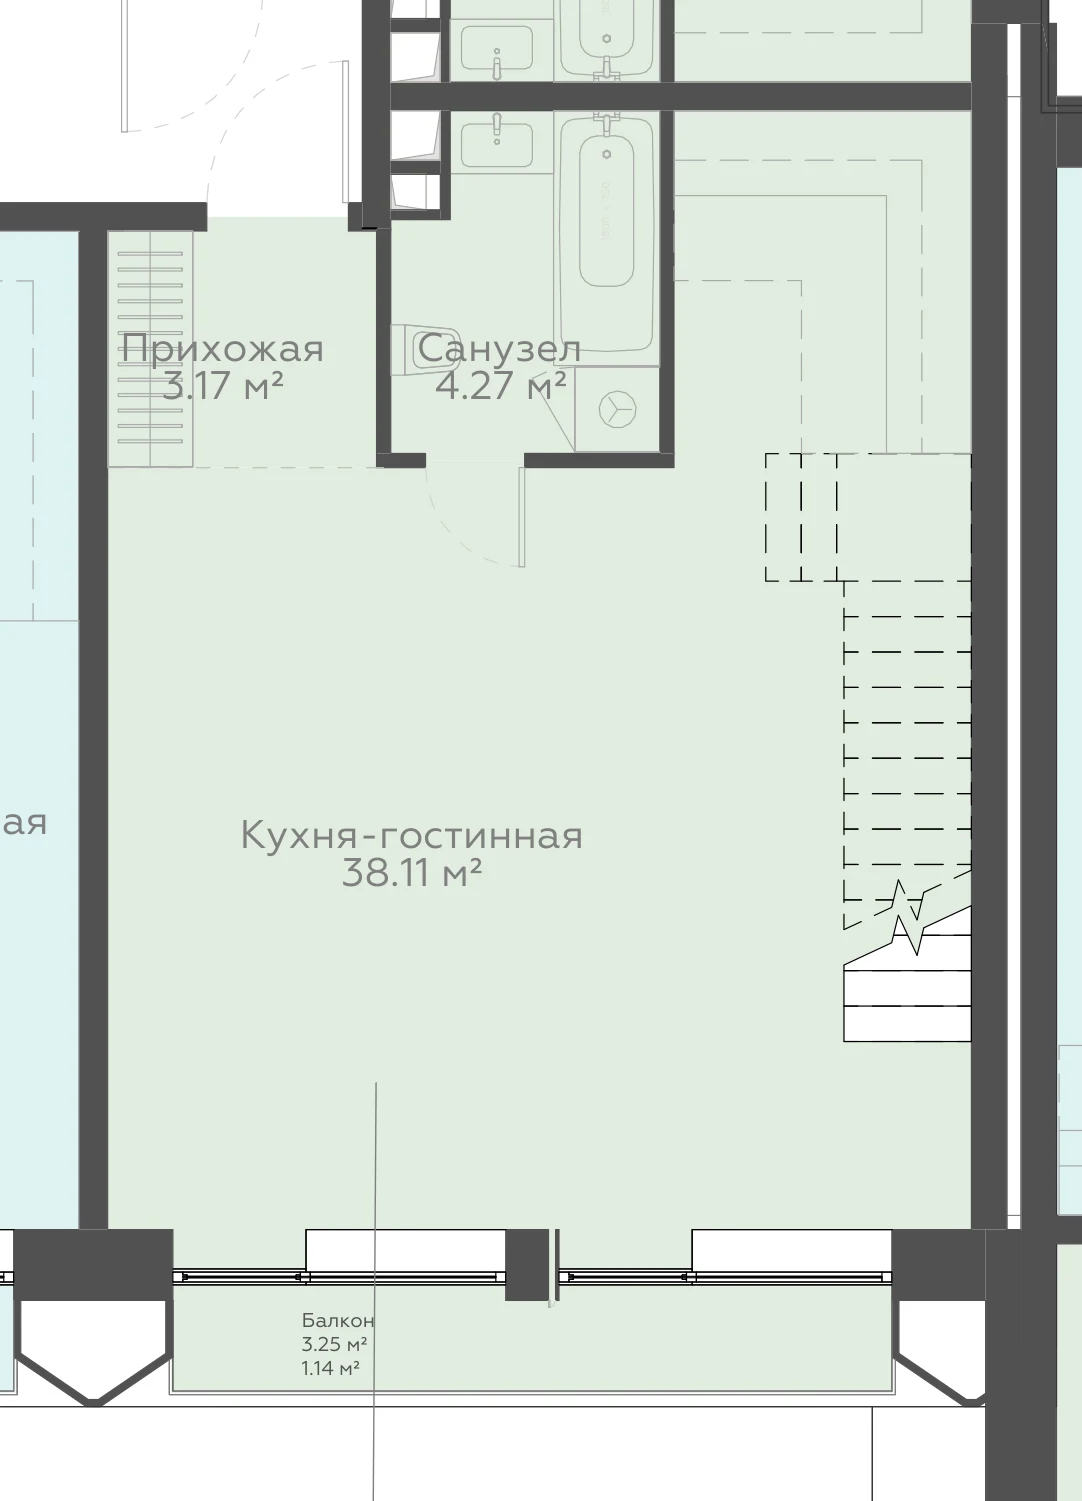 Прихожая
3.17 м²
Санузел
4.27 м²
ая
Кухня-гостинная
38.11 м²
Балкон
3.25 м²
1.14 м²